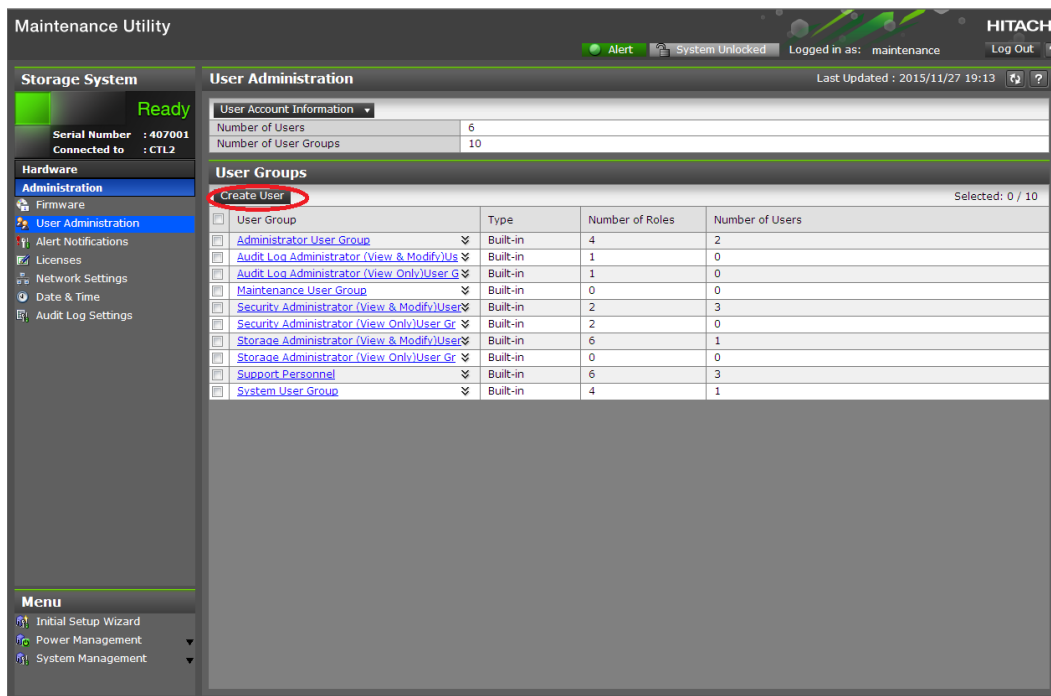 Maintenance Utility
HITACH
Alert
System Unlocked
Logged in as: maintenance
Log Out
Storage System
Ready
Serial Number : 407001
Connected to : CTL2
Hardware
Administration
Firmware
User Administration
Alert Notifications
Licenses
Network Settings
Date & Time
Audit Log Settings
Menu
Initial Setup Wizard
Power Management
System Management
User Administration
Last Updated : 2015/11/27 19:13
?
User Account Information
Number of Users 6
Number of User Groups 10
User Groups
Create User
Selected: 0 / 10
User Group Type Number of Roles Number of Users
Administrator User Group Built-in 4 2
Audit Log Administrator (View & Modify)Us Built-in 1 0
Audit Log Administrator (View Only)User G Built-in 1 0
Maintenance User Group Built-in 0 0
Security Administrator (View & Modify)User Built-in 2 3
Security Administrator (View Only)User Gr Built-in 2 0
Storage Administrator (View & Modify)User Built-in 6 1
Storage Administrator (View Only)User Gr Built-in 0 0
Support Personnel Built-in 6 3
System User Group Built-in 4 1